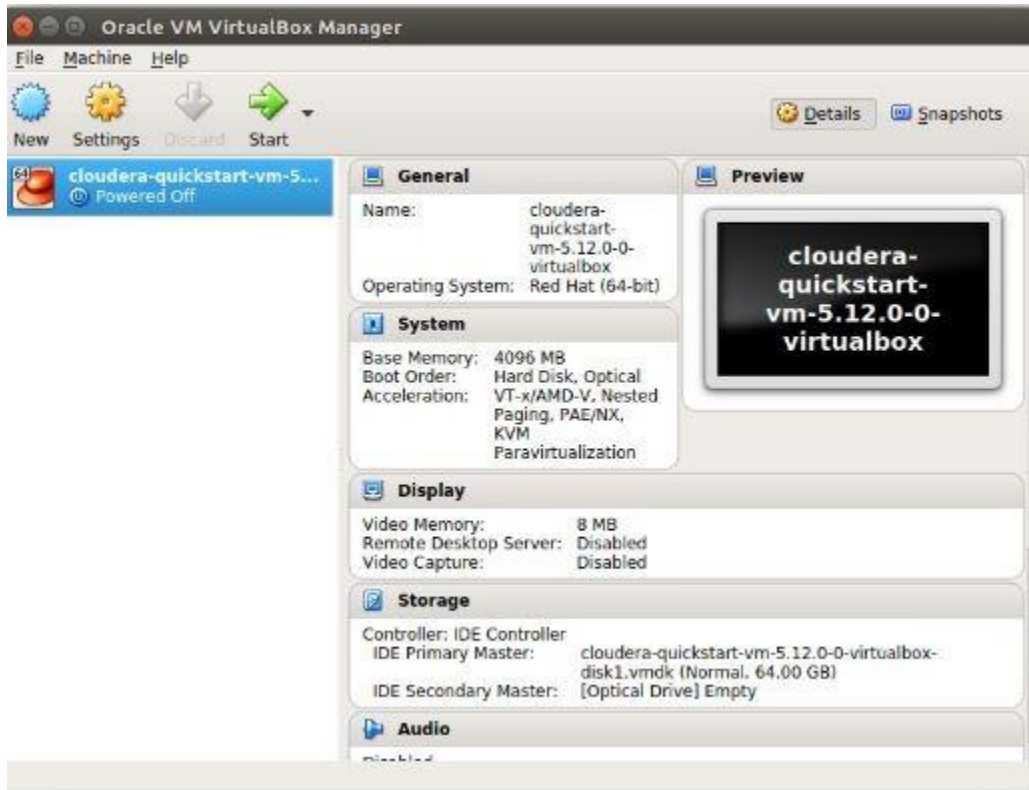 Oracle VM VirtualBox Manager
File Machine Help
New Settings Discard Start
Details Snapshots
64
cloudera-quickstart-vm-5...
Powered Off
General
Name: cloudera-
quickstart-
vm-5.12.0-0-
virtualbox
Operating System: Red Hat (64-bit)
System
Base Memory: 4096 MB
Boot Order: Hard Disk, Optical
Acceleration: VT-x/AMD-V, Nested
Paging, PAE/NX,
KVM
Paravirtualization
Preview
cloudera-
quickstart-
vm-5.12.0-0-
virtualbox
Display
Video Memory: 8 MB
Remote Desktop Server: Disabled
Video Capture: Disabled
Storage
Controller: IDE Controller
IDE Primary Master: cloudera-quickstart-vm-5.12.0-0-virtualbox-
disk1.vmdk (Normal, 64.00 GB)
IDE Secondary Master: [Optical Drive] Empty
Audio